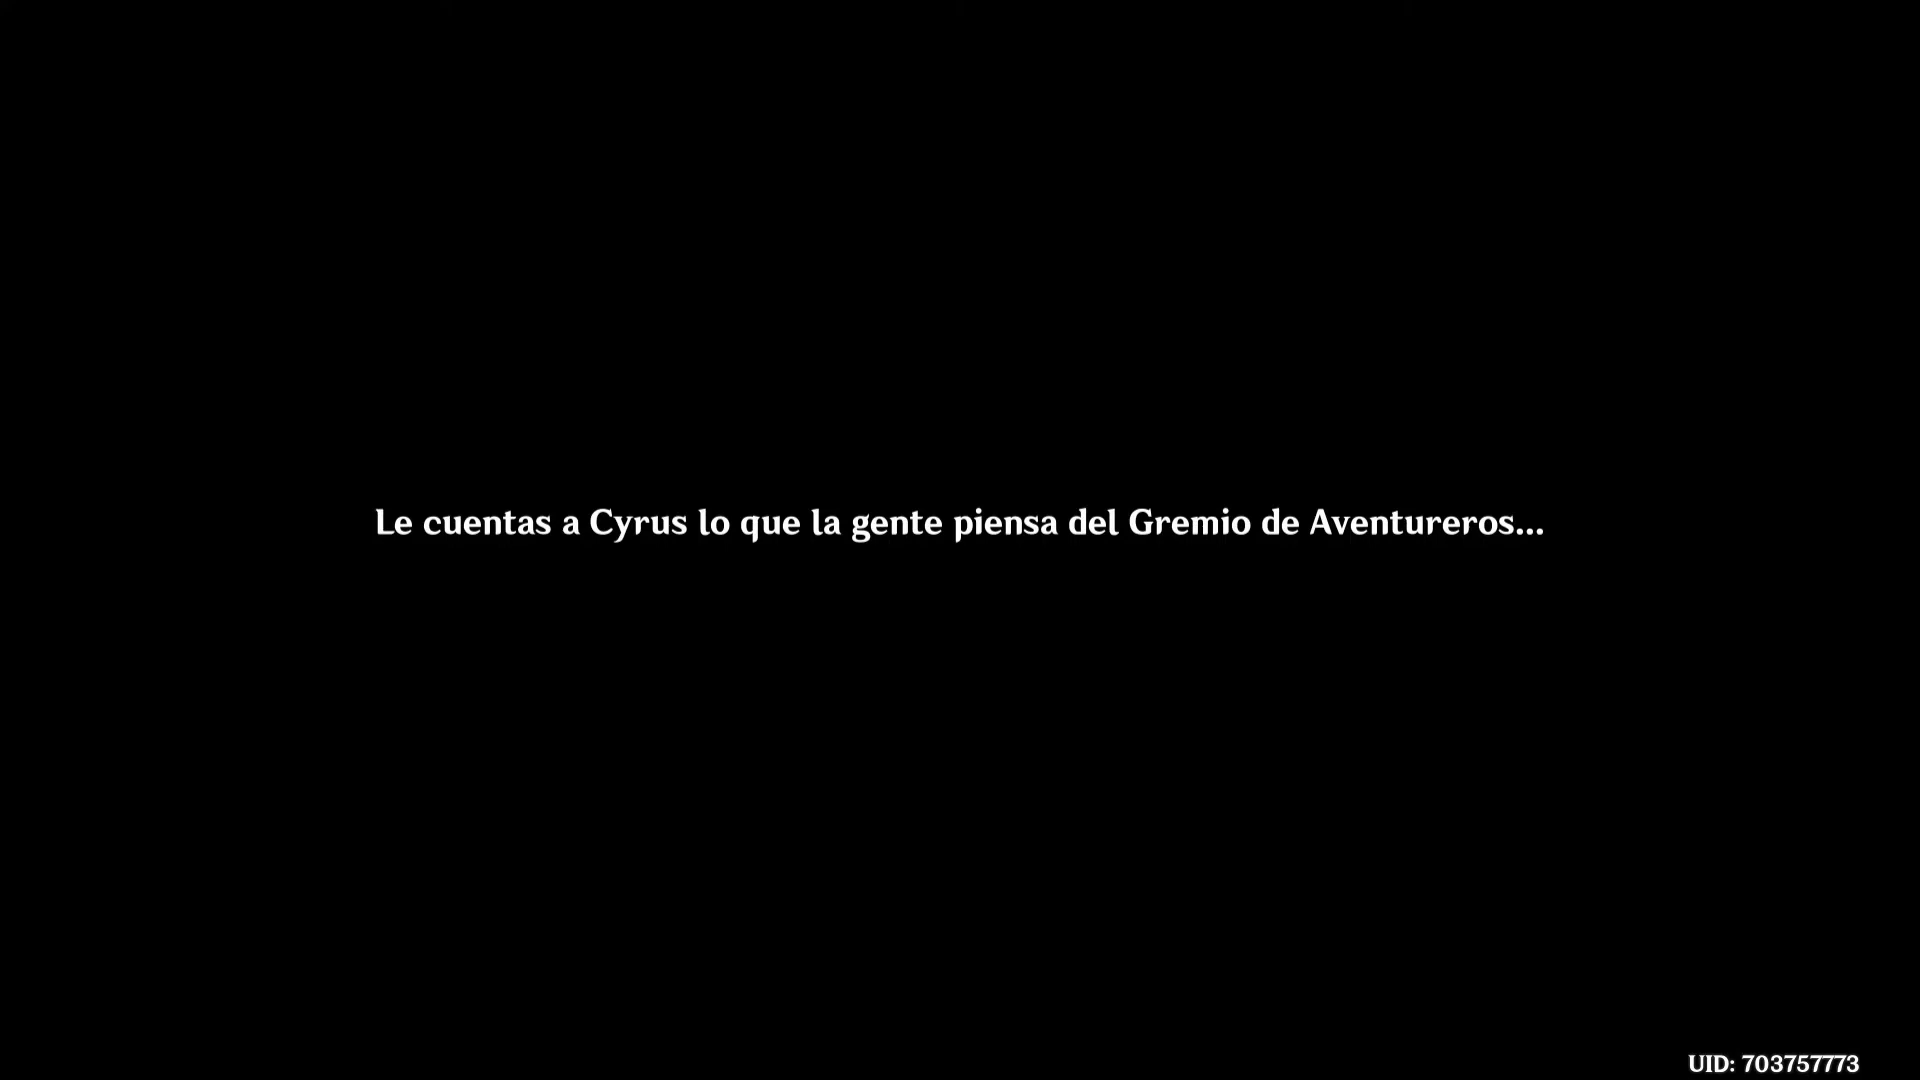 Le cuentas a Cyrus lo que la gente piensa del Gremio de Aventureros...
UID: 703757773